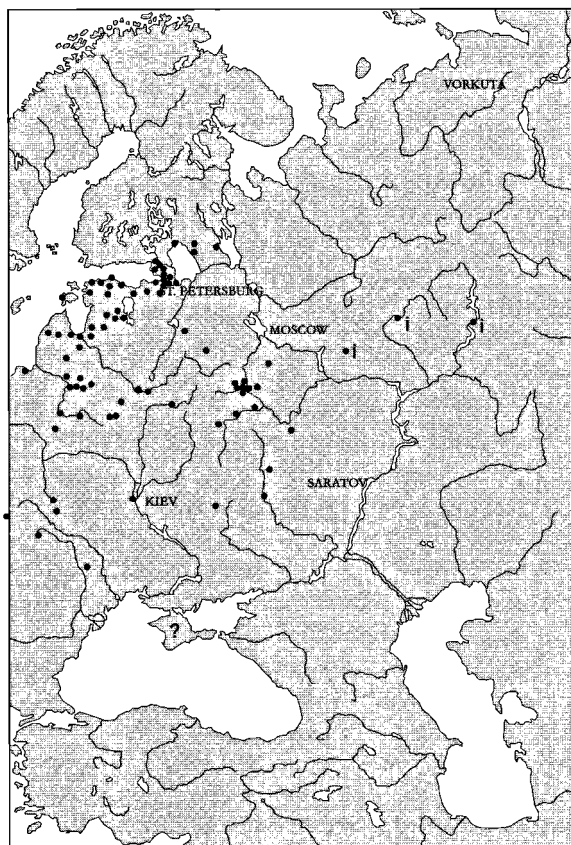 VORKUTA
ST. PETERSBURG
MOSCOW
i
i
i
SARATOV
KIEV
?